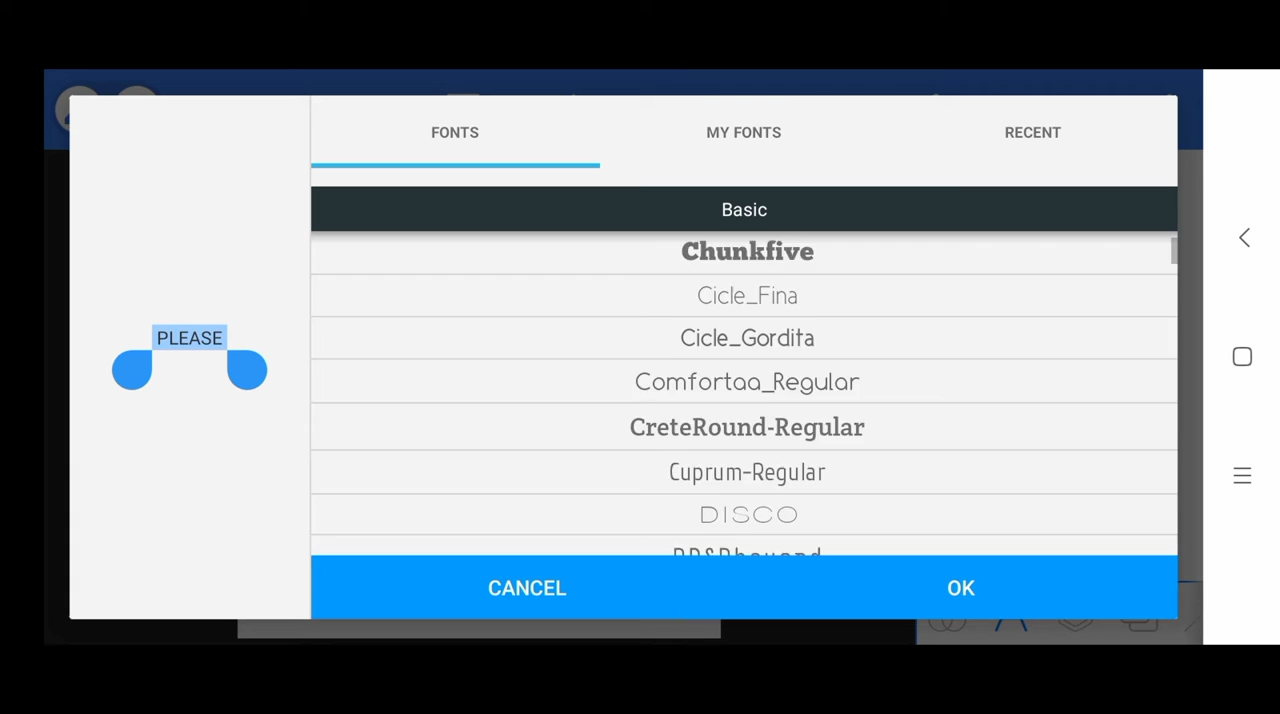 FONTS
MY FONTS
RECENT
Basic
Chunkfive
Cicle_Fina
Cicle_Gordita
Comfortaa_Regular
CreteRound-Regular
Cuprum-Regular
DISCO
PLEASE
CANCEL
OK